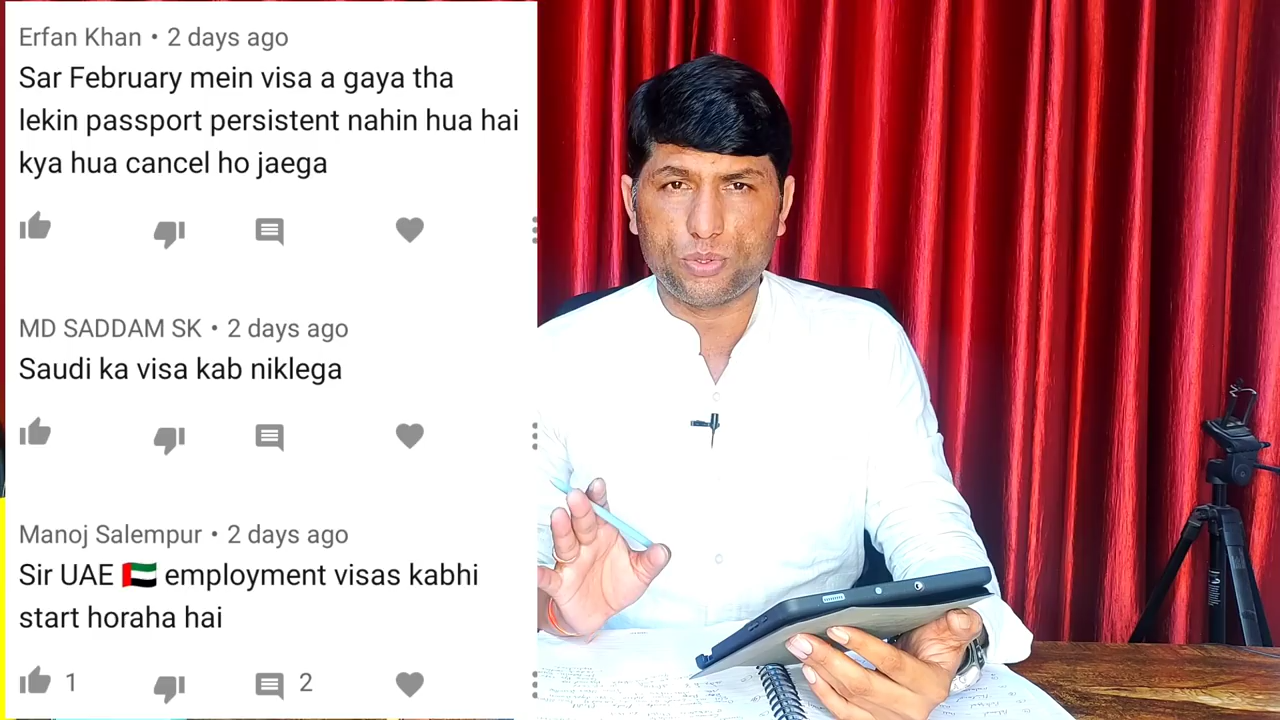 Erfan Khan • 2 days ago
Sar February mein visa a gaya tha
lekin passport persistent nahin hua hai
kya hua cancel ho jaega
MD SADDAM SK • 2 days ago
Saudi ka visa kab niklega
Manoj Salempur • 2 days ago
Sir UAE 🇦🇪 employment visas kabhi
start horaha hai
1
2